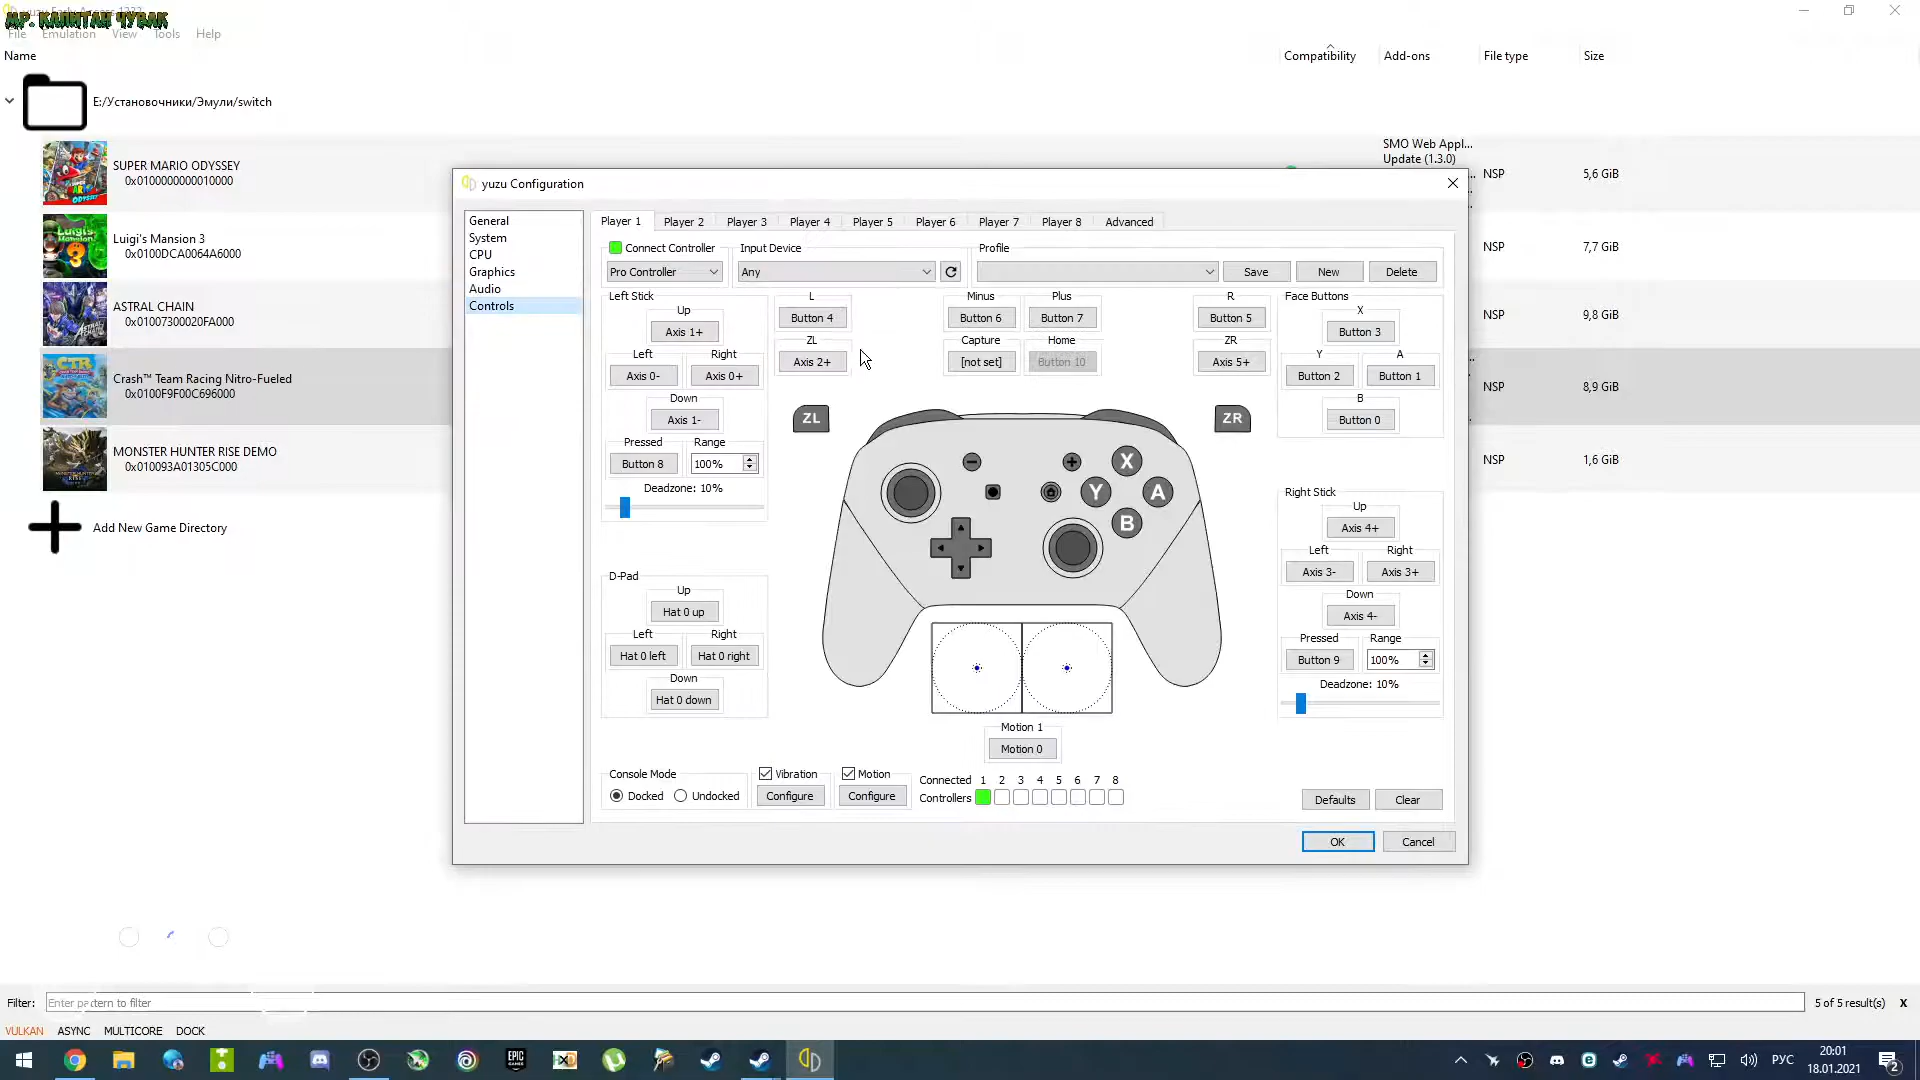 МР. КАПИТАН ЧУВАК
File Emulation View Tools Help
Name Compatibility Add-ons File type Size
E:/Установочники/Эмули/switch
SUPER MARIO ODYSSEY
0x0100000000010000
SMO Web Appl...
Update (1.3.0)
NSP 5,6 GiB
Luigi's Mansion 3
0x0100DCA0064A6000
NSP 7,7 GiB
ASTRAL CHAIN
0x01007300020FA000
NSP 9,8 GiB
Crash™ Team Racing Nitro-Fueled
0x0100F9F00C696000
NSP 8,9 GiB
MONSTER HUNTER RISE DEMO
0x010093A01305C000
NSP 1,6 GiB
Add New Game Directory
yuzu Configuration
General
System
CPU
Graphics
Audio
Controls
Player 1 Player 2 Player 3 Player 4 Player 5 Player 6 Player 7 Player 8 Advanced
Connect Controller Input Device Profile
Pro Controller Any Save New Delete
Left Stick
Up
Axis 1+
Left Right
Axis 0- Axis 0+
Down
Axis 1-
Pressed Range
Button 8 100%
Deadzone: 10%
D-Pad
Up
Hat 0 up
Left Right
Hat 0 left Hat 0 right
Down
Hat 0 down
L
Button 4
ZL
Axis 2+
Minus Plus
Button 6 Button 7
Capture Home
[not set] Button 10
R
Button 5
ZR
Axis 5+
ZL ZR
X
Y A
B
Face Buttons
X
Button 3
Y A
Button 2 Button 1
B
Button 0
Right Stick
Up
Axis 4+
Left Right
Axis 3- Axis 3+
Down
Axis 4-
Pressed Range
Button 9 100%
Deadzone: 10%
Motion 1
Motion 0
Console Mode
Docked Undocked
Vibration
Configure
Motion
Configure
Connected 1 2 3 4 5 6 7 8
Controllers
Defaults Clear
OK Cancel
Filter: Enter pattern to filter 5 of 5 result(s) X
VULKAN ASYNC MULTICORE DOCK
EPIC GAMES
РУС
20:01
18.01.2021
2